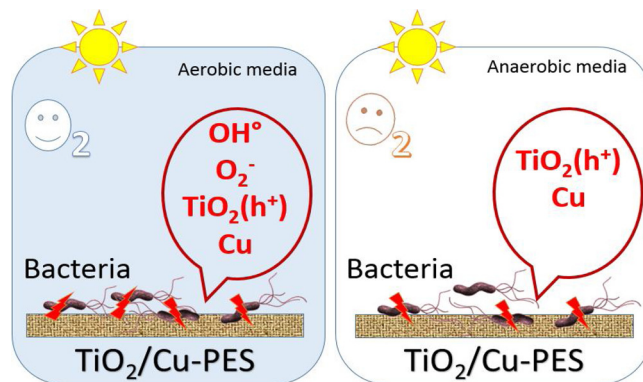 Aerobic media
2
OH°
O₂⁻
TiO₂(h⁺)
Cu
Bacteria
TiO₂/Cu-PES
Anaerobic media
2
TiO₂(h⁺)
Cu
Bacteria
TiO₂/Cu-PES